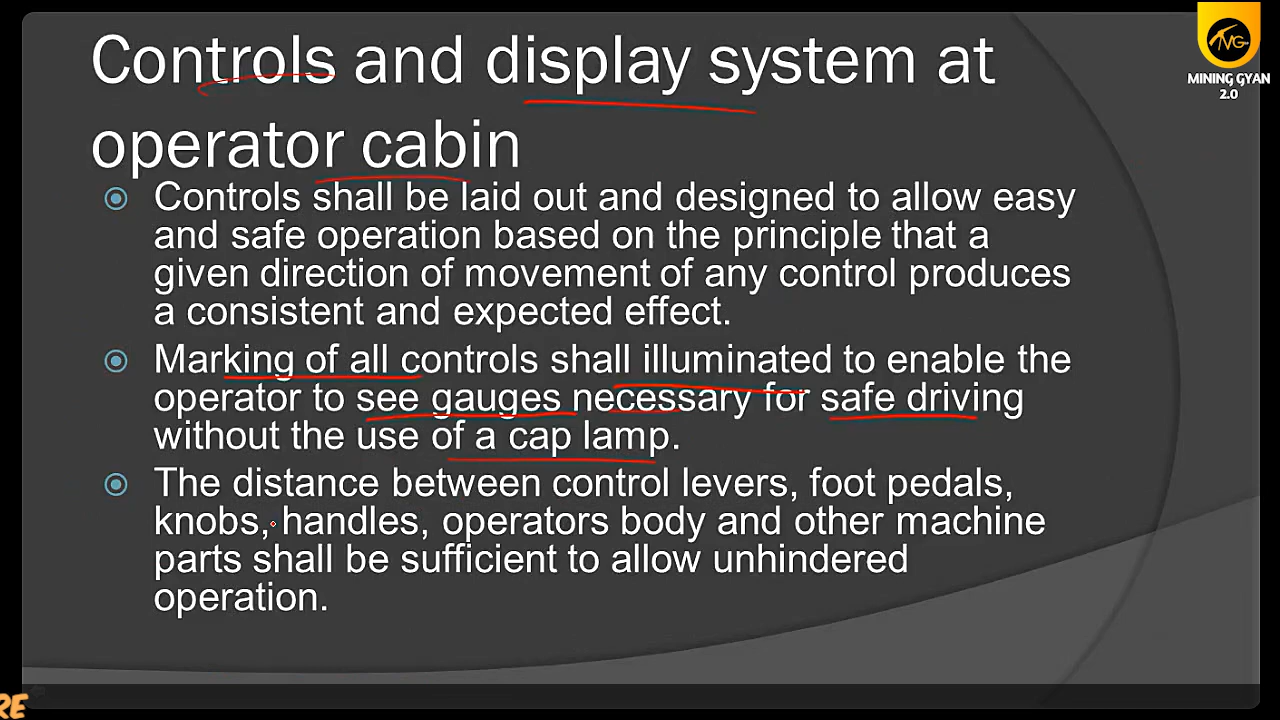 Controls and display system at
operator cabin
Controls shall be laid out and designed to allow easy
and safe operation based on the principle that a
given direction of movement of any control produces
a consistent and expected effect.
Marking of all controls shall illuminated to enable the
operator to see gauges necessary for safe driving
without the use of a cap lamp.
The distance between control levers, foot pedals,
knobs, handles, operators body and other machine
parts shall be sufficient to allow unhindered
operation.
MINING GYAN
2.0
RE